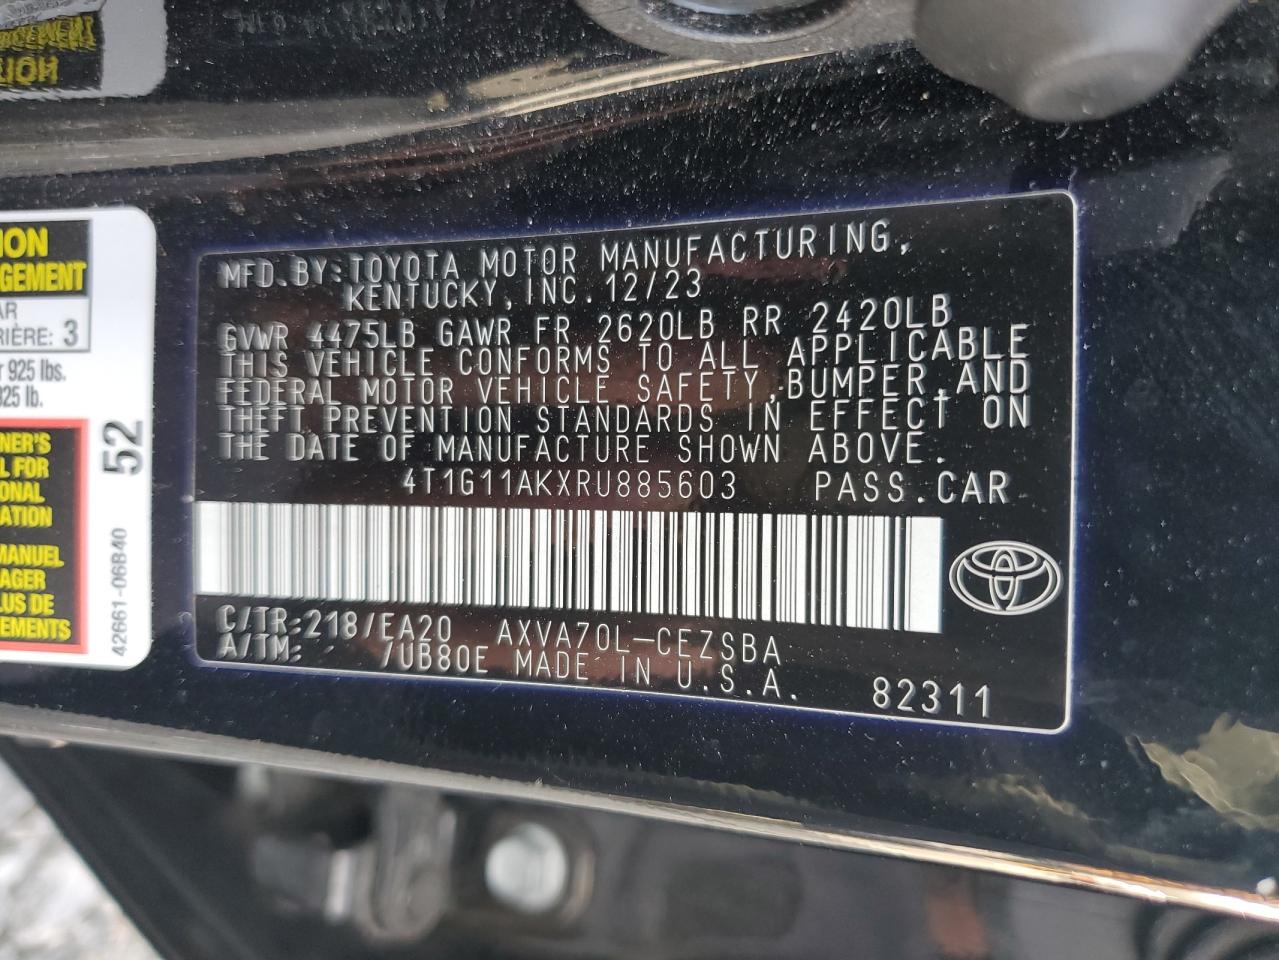 ION
GEMENT
AR
RIÈRE: 3
925 lbs.
NER'S
FOR
ATION
MANUEL
AGER
LUS DE
EMENTS
52
42661-06B40
MFD.BY:TOYOTA MOTOR MANUFACTURING,
KENTUCKY,INC.12/23
GVWR 4475LB GAWR FR 2620LB RR 2420LB
THIS VEHICLE CONFORMS TO ALL APPLICABLE
FEDERAL MOTOR VEHICLE SAFETY,BUMPER,AND
THEFT PREVENTION STANDARDS IN EFFECT ON
THE DATE OF MANUFACTURE SHOWN ABOVE.
4T1G11AKXRU885603 PASS.CAR
C/TR:218/EA20 AXVA70L-CEZSBA
A/TM: /UB80E MADE IN U.S.A.
82311